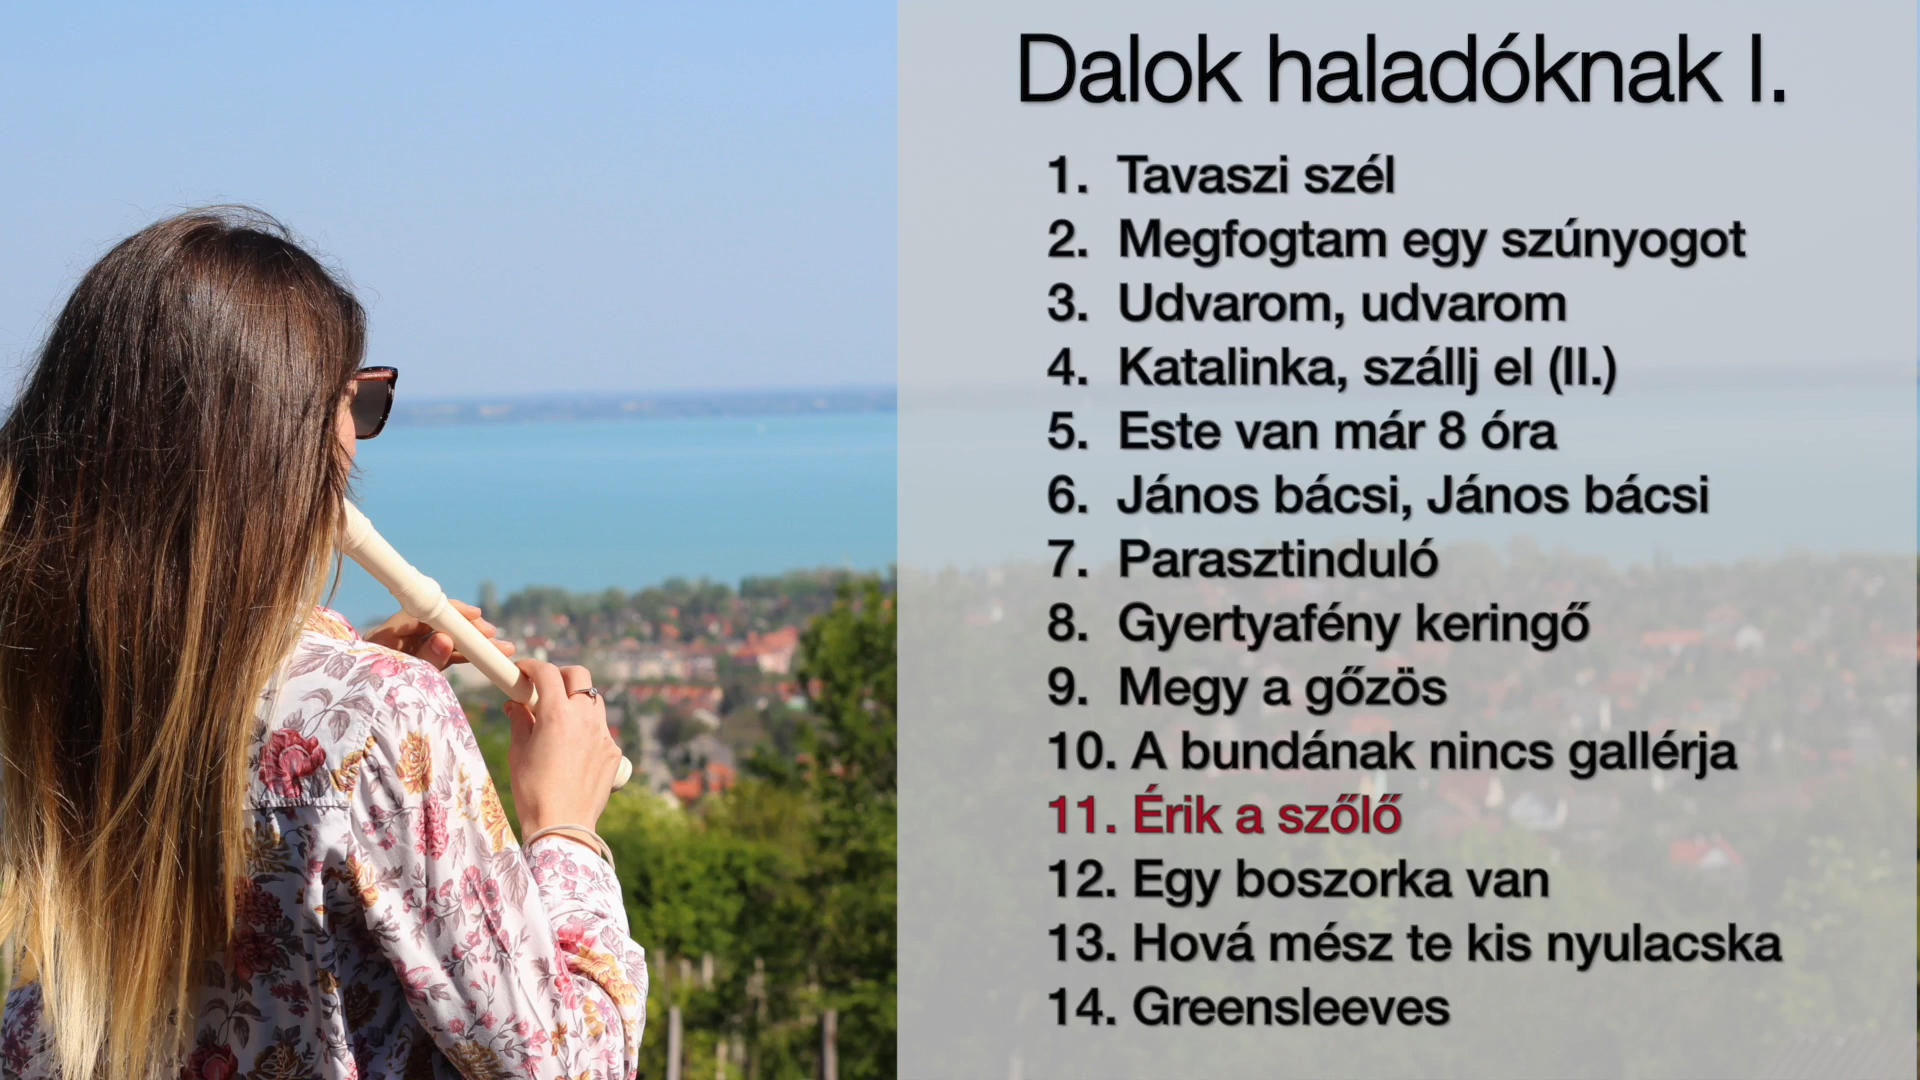 Dalok haladóknak I.
1. Tavaszi szél
2. Megfogtam egy szúnyogot
3. Udvarom, udvarom
4. Katalinka, szállj el (II.)
5. Este van már 8 óra
6. János bácsi, János bácsi
7. Parasztinduló
8. Gyertyafény keringő
9. Megy a gőzös
10. A bundának nincs gallérja
11. Érik a szőlő
12. Egy boszorka van
13. Hová mész te kis nyulacska
14. Greensleeves